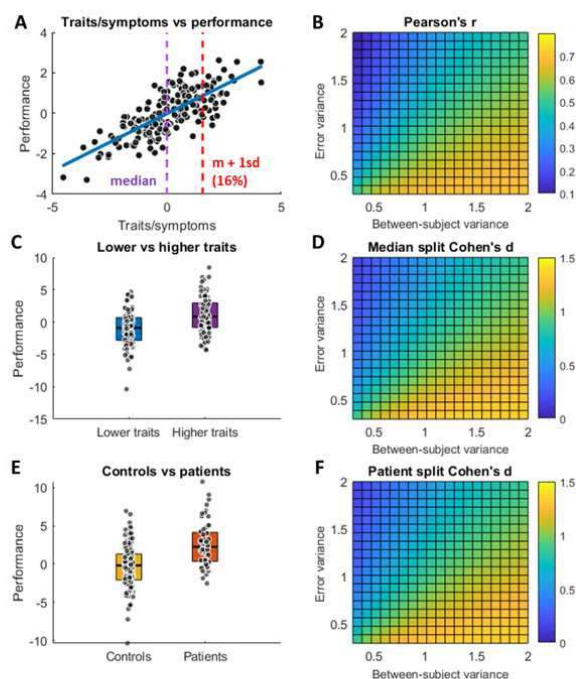 A
Traits/symptoms vs performance
4
2
0
-2
-4
Performance
median
m + 1sd
(16%)
-5
0
5
Traits/symptoms
B
Pearson's r
2
1.5
1
0.5
Error variance
0.5
1
1.5
2
Between-subject variance
0.7
0.6
0.5
0.4
0.3
0.2
0.1
C
Lower vs higher traits
10
5
0
-5
-10
-15
Performance
Lower traits
Higher traits
D
Median split Cohen's d
2
1.5
1
0.5
Error variance
0.5
1
1.5
2
Between-subject variance
1.5
1
0.5
0
E
Controls vs patients
10
5
0
-5
-10
Performance
Controls
Patients
F
Patient split Cohen's d
2
1.5
1
0.5
Error variance
0.5
1
1.5
2
Between-subject variance
1.5
1
0.5
0